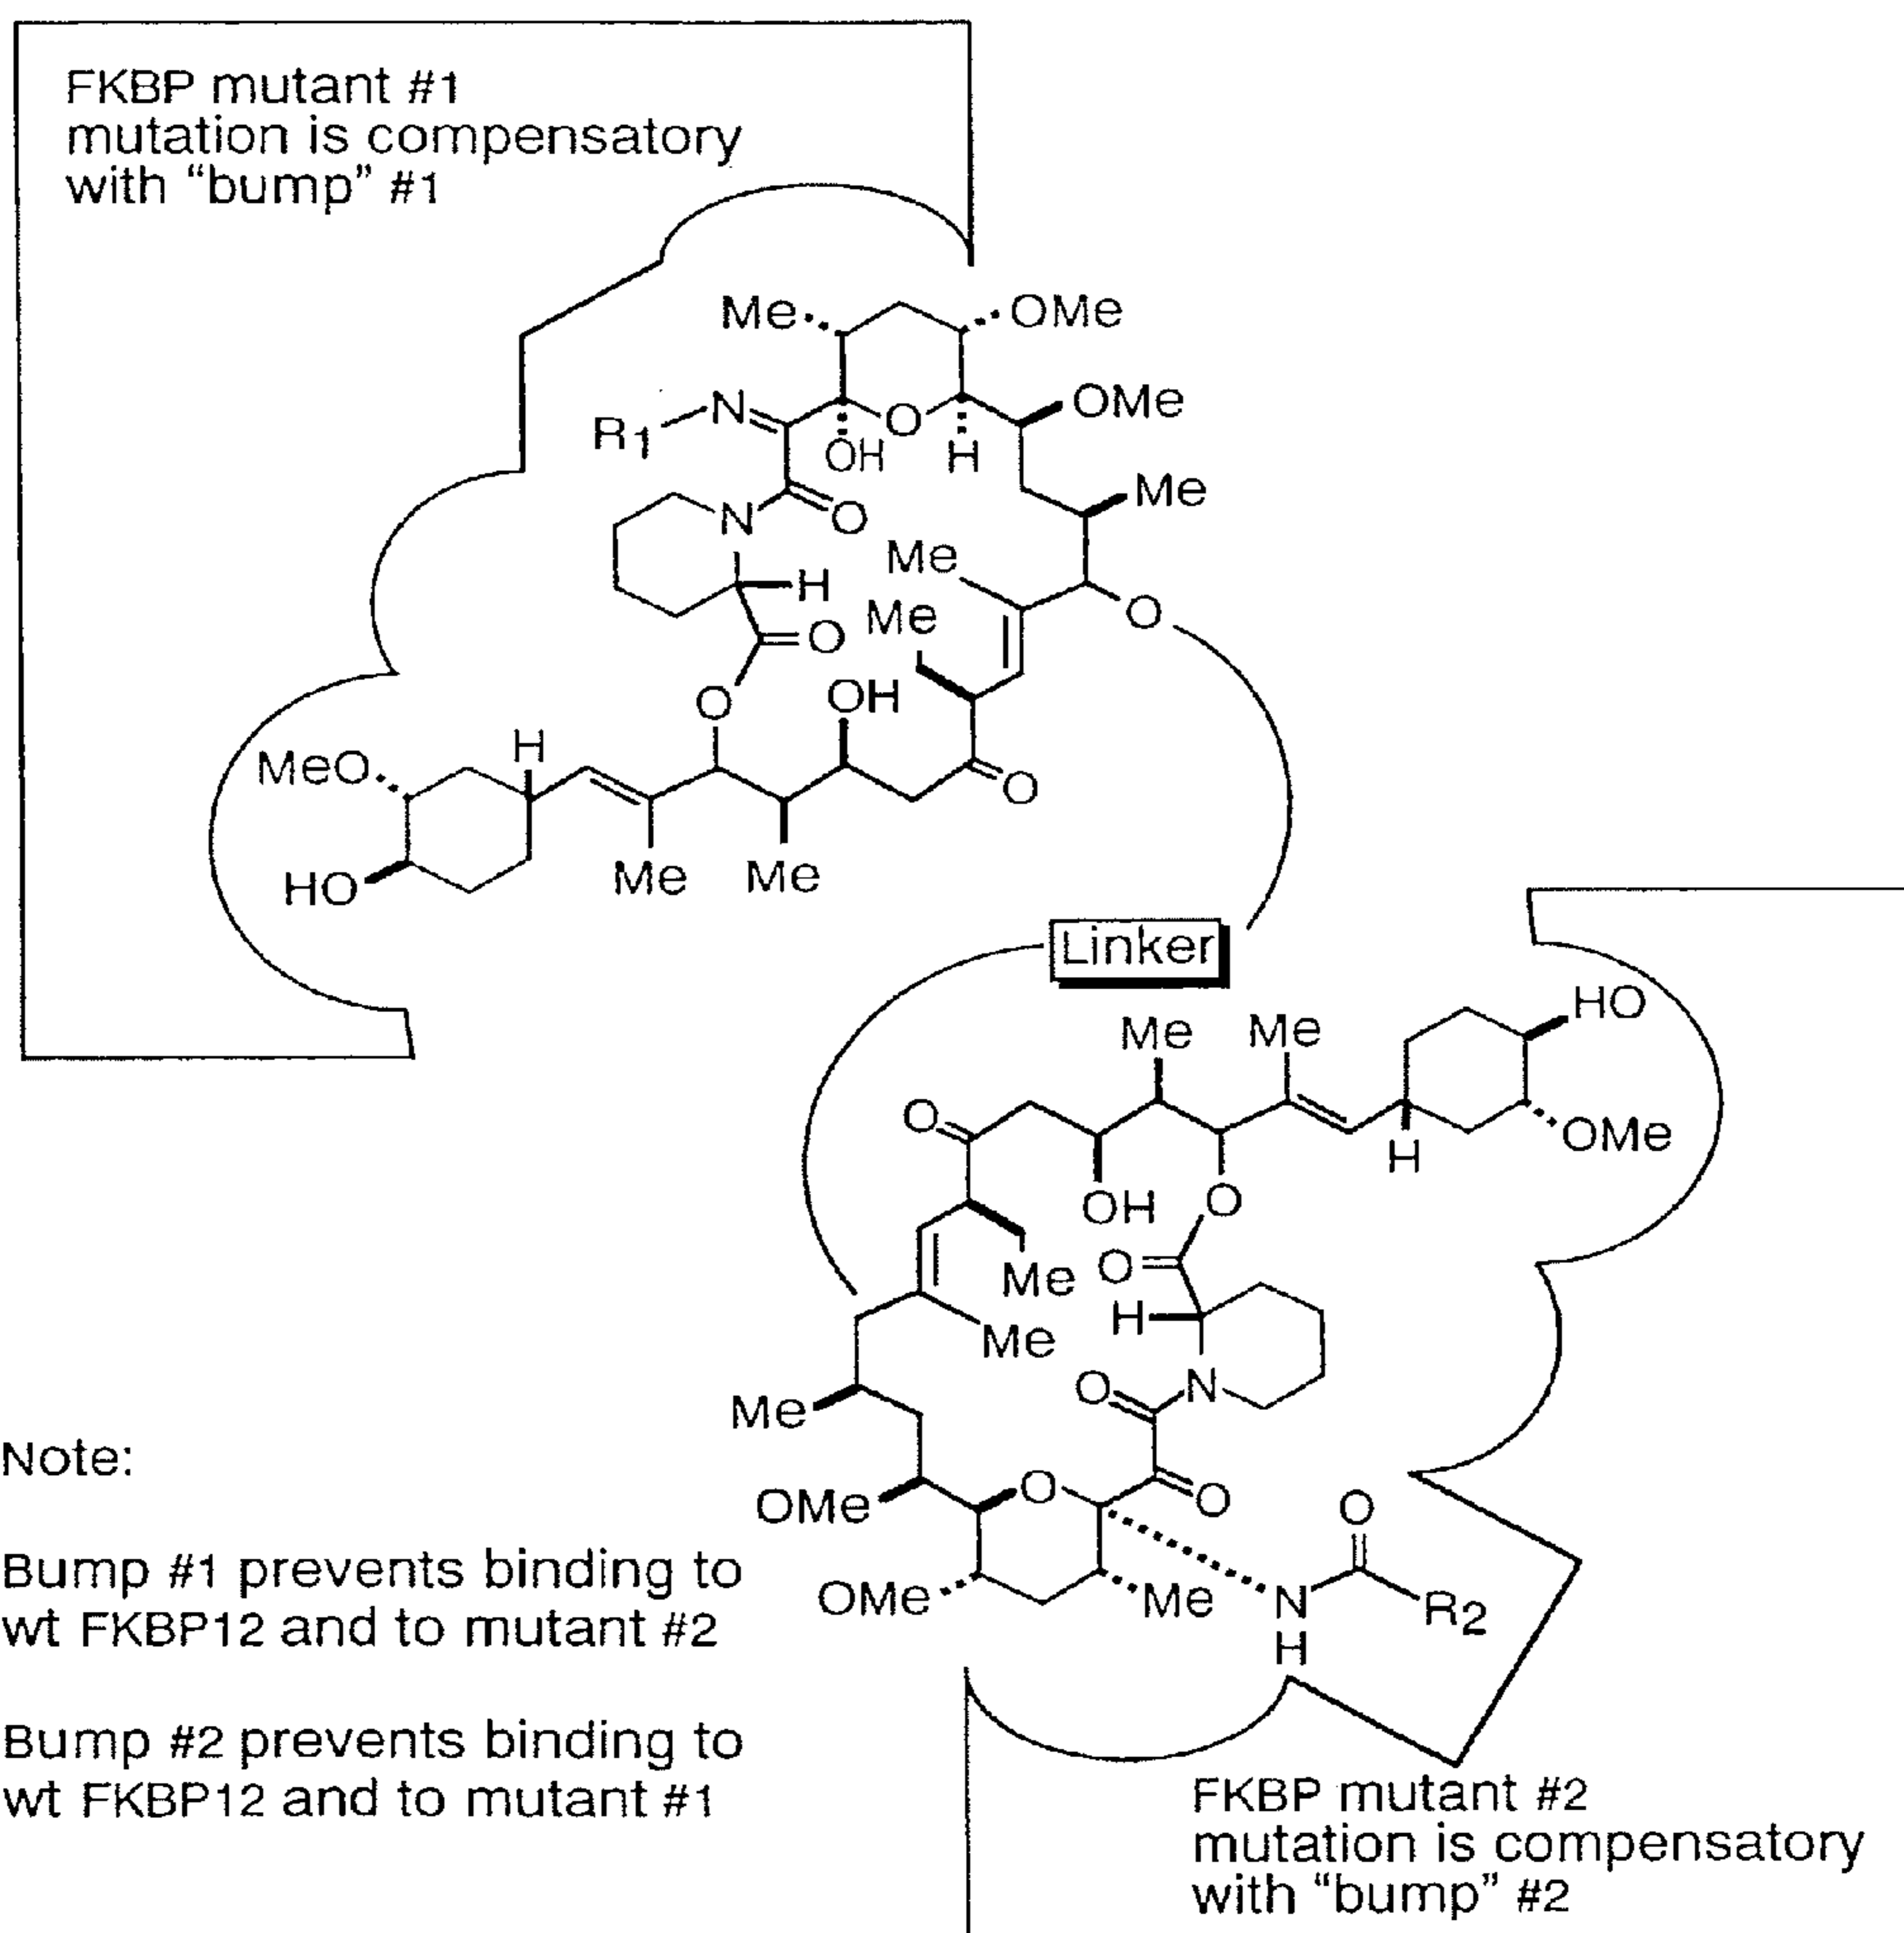 FKBP mutant #1
mutation is compensatory
with “bump” #1
Me
OMe
R1
N
OH
O
H
OMe
Me
N
O
Me
H
Me
O
O
O
OH
MeO
H
O
HO
Me
Me
Linker
HO
Me
Me
O
OMe
H
OH
O
Me
O
H
Me
O
N
Me
OMe
O
O
O
OMe
Me
N
H
R2
Note:
Bump #1 prevents binding to
wt FKBP12 and to mutant #2
Bump #2 prevents binding to
wt FKBP12 and to mutant #1
FKBP mutant #2
mutation is compensatory
with “bump” #2